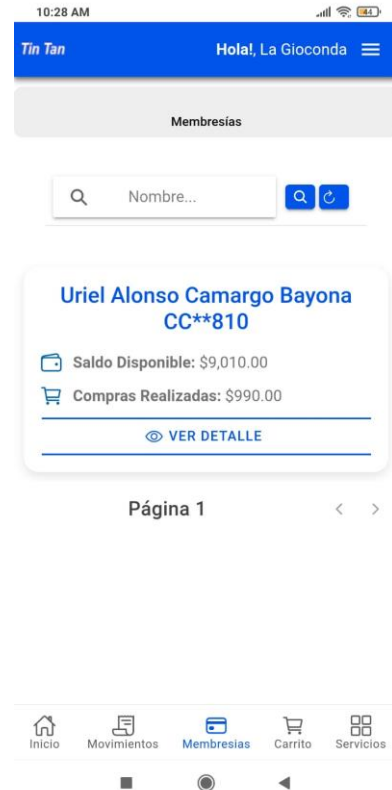 10:28 AM
44
Tin Tan
Hola!, La Gioconda
Membresías
Nombre...
Uriel Alonso Camargo Bayona
CC**810
Saldo Disponible: $9,010.00
Compras Realizadas: $990.00
VER DETALLE
Página 1
Inicio
Movimientos
Membresias
Carrito
Servicios